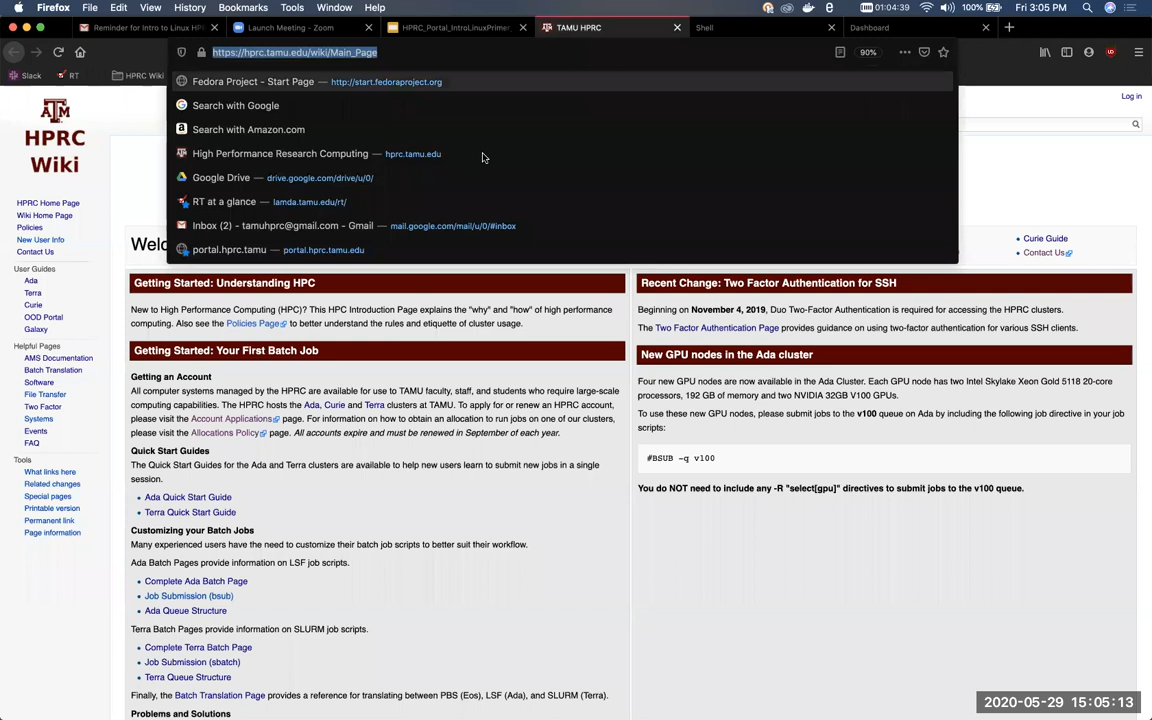 Firefox File Edit View History Bookmarks Tools Window Help 01:04:39 100% Fri 3:05 PM
Reminder for Intro to Linux HP Launch Meeting - Zoom HPRC_Portal_IntroLinuxPrimer_ TAMU HPRC Shell Dashboard
https://hprc.tamu.edu/wiki/Main_Page 90%
Slack RT HPRC Wiki
Fedora Project - Start Page — http://start.fedoraproject.org
Search with Google
Search with Amazon.com
High Performance Research Computing — hprc.tamu.edu
Google Drive — drive.google.com/drive/u/0/
RT at a glance — lamda.tamu.edu/rt/
Inbox (2) - tamuhprc@gmail.com - Gmail — mail.google.com/mail/u/0/#inbox
portal.hprc.tamu — portal.hprc.tamu.edu
Log in
ATM
HPRC
Wiki
HPRC Home Page
Wiki Home Page
Policies
New User Info
Contact Us
User Guides
Ada
Terra
Curie
OOD Portal
Galaxy
Helpful Pages
AMS Documentation
Batch Translation
Software
File Transfer
Two Factor
Systems
Events
FAQ
Tools
What links here
Related changes
Special pages
Printable version
Permanent link
Page information
Welc
• Curie Guide
• Contact Us
Getting Started: Understanding HPC
New to High Performance Computing (HPC)? This HPC Introduction Page explains the "why" and "how" of high performance
computing. Also see the Policies Page to better understand the rules and etiquette of cluster usage.
Getting Started: Your First Batch Job
Getting an Account
All computer systems managed by the HPRC are available for use to TAMU faculty, staff, and students who require large-scale
computing capabilities. The HPRC hosts the Ada, Curie and Terra clusters at TAMU. To apply for or renew an HPRC account,
please visit the Account Applications page. For information on how to obtain an allocation to run jobs on one of our clusters,
please visit the Allocations Policy page. All accounts expire and must be renewed in September of each year.
Quick Start Guides
The Quick Start Guides for the Ada and Terra clusters are available to help new users learn to submit new jobs in a single
session.
• Ada Quick Start Guide
• Terra Quick Start Guide
Customizing your Batch Jobs
Many experienced users have the need to customize their batch job scripts to better suit their workflow.
Ada Batch Pages provide information on LSF job scripts.
• Complete Ada Batch Page
• Job Submission (bsub)
• Ada Queue Structure
Terra Batch Pages provide information on SLURM job scripts.
• Complete Terra Batch Page
• Job Submission (sbatch)
• Terra Queue Structure
Finally, the Batch Translation Page provides a reference for translating between PBS (Eos), LSF (Ada), and SLURM (Terra).
Problems and Solutions
Recent Change: Two Factor Authentication for SSH
Beginning on November 4, 2019, Duo Two-Factor Authentication is required for accessing the HPRC clusters.
The Two Factor Authentication Page provides guidance on using two-factor authentication for various SSH clients.
New GPU nodes in the Ada cluster
Four new GPU nodes are now available in the Ada Cluster. Each GPU node has two Intel Skylake Xeon Gold 5118 20-core
processors, 192 GB of memory and two NVIDIA 32GB V100 GPUs.
To use these new GPU nodes, please submit jobs to the v100 queue on Ada by including the following job directive in your job
scripts:
#BSUB -q v100
You do NOT need to include any -R "select[gpu]" directives to submit jobs to the v100 queue.
2020-05-29 15:05:13